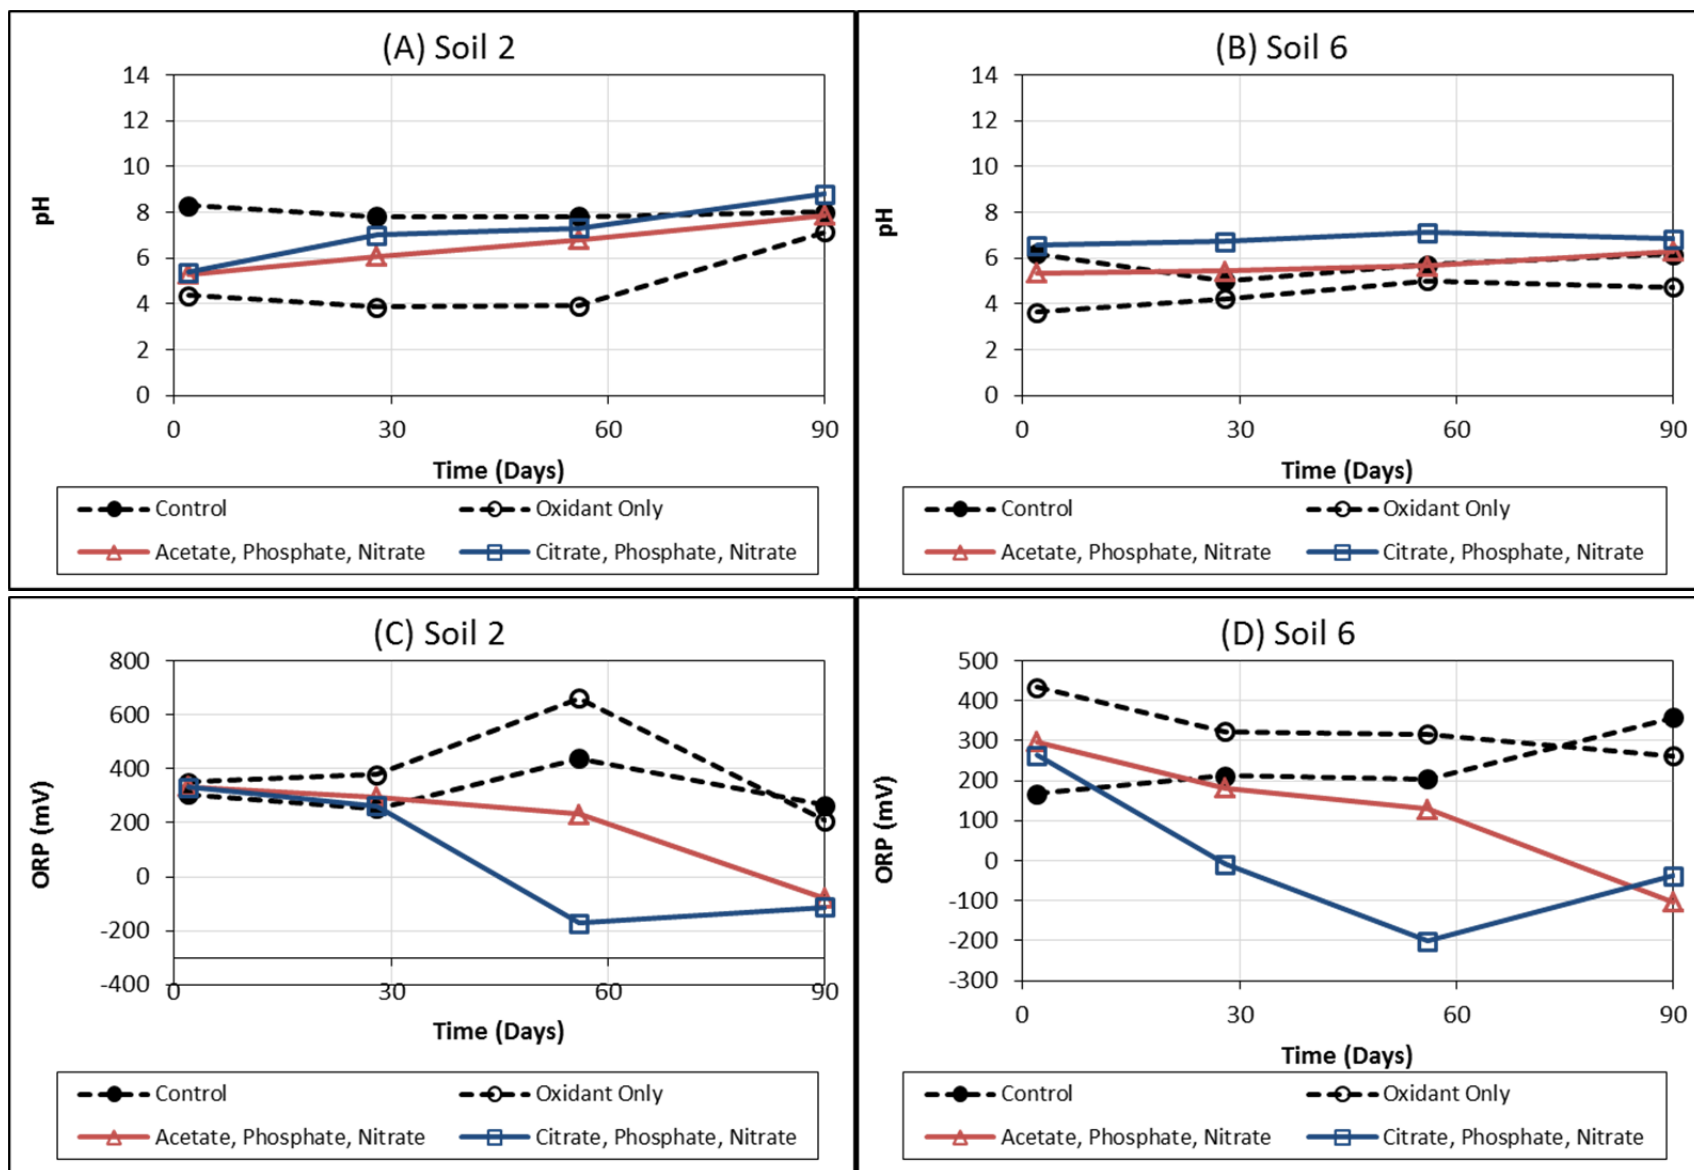 (A) Soil 2
14
12
10
8
6
4
2
0
pH
0 30 60 90
Time (Days)
Control
Oxidant Only
Acetate, Phosphate, Nitrate
Citrate, Phosphate, Nitrate
(B) Soil 6
14
12
10
8
6
4
2
0
pH
0 30 60 90
Time (Days)
Control
Oxidant Only
Acetate, Phosphate, Nitrate
Citrate, Phosphate, Nitrate
(C) Soil 2
800
600
400
200
0
-200
-400
ORP (mV)
0 30 60 90
Time (Days)
Control
Oxidant Only
Acetate, Phosphate, Nitrate
Citrate, Phosphate, Nitrate
(D) Soil 6
500
400
300
200
100
0
-100
-200
-300
ORP (mV)
0 30 60 90
Time (Days)
Control
Oxidant Only
Acetate, Phosphate, Nitrate
Citrate, Phosphate, Nitrate